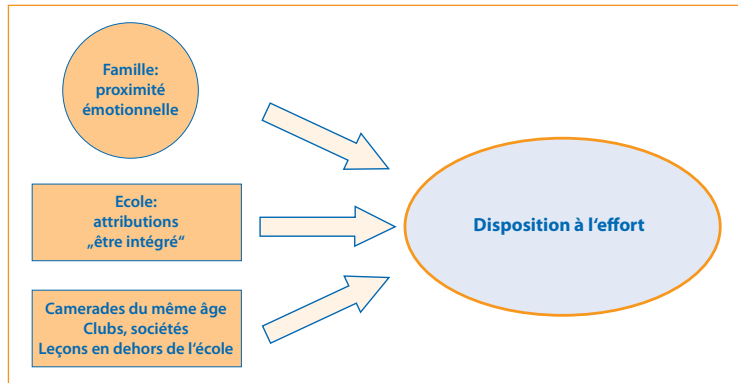 Famille:
proximité
émotionnelle
Ecole:
attributions
„être intégré“
Camerades du même âge
Clubs, sociétés
Leçons en dehors de l‘école
Disposition à l‘effort